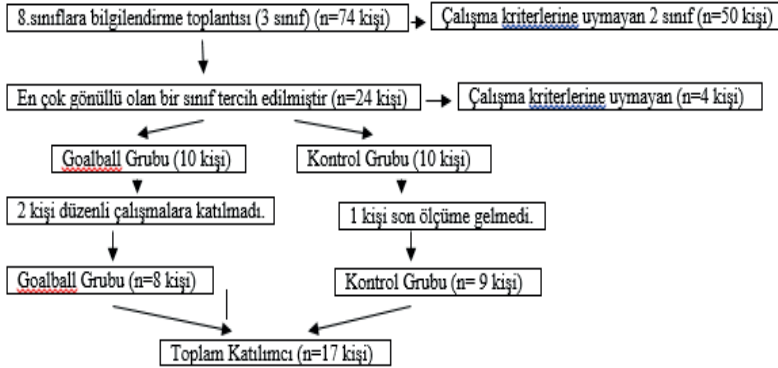 8.sınıflara bilgilendirme toplantısı (3 sınıf) (n=74 kişi)
Çalışma kriterlerine uymayan 2 sınıf (n=50 kişi)
En çok gönüllü olan bir sınıf tercih edilmiştir (n=24 kişi)
Çalışma kriterlerine uymayan (n=4 kişi)
Goalball Grubu (10 kişi)
Kontrol Grubu (10 kişi)
2 kişi düzenli çalışmalara katılmadı.
1 kişi son ölçüme gelmedi.
Goalball Grubu (n=8 kişi)
Kontrol Grubu (n= 9 kişi)
Toplam Katılımcı (n=17 kişi)